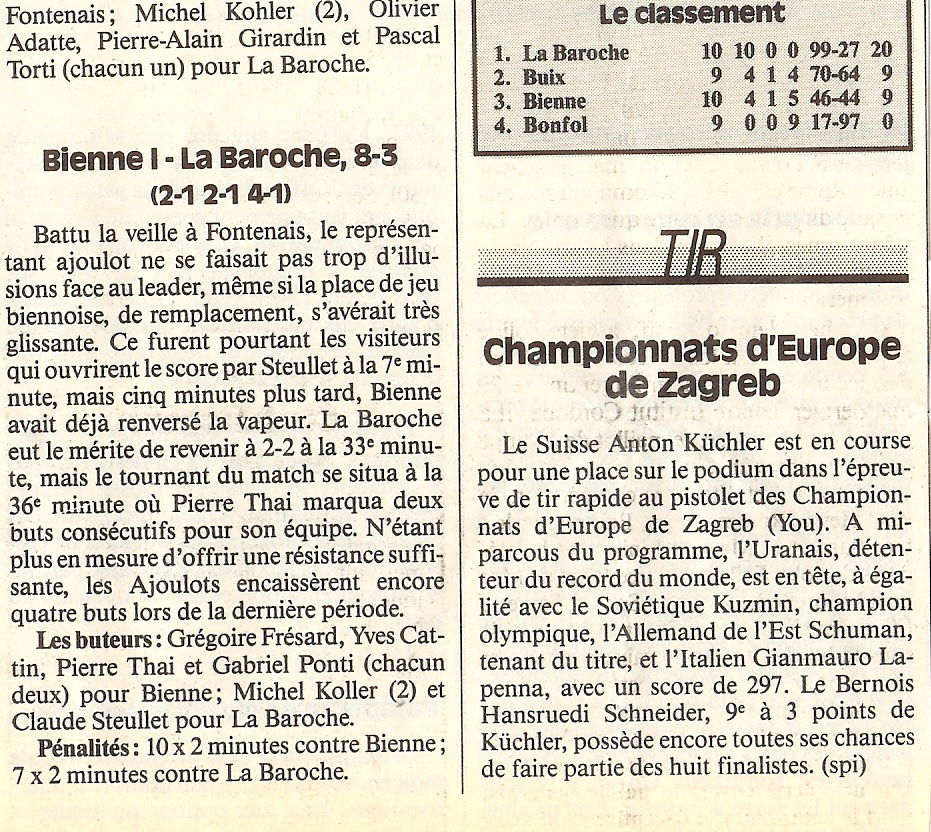 Fontenais; Michel Kohler (2), Olivier
Adatte, Pierre-Alain Girardin et Pascal
Torti (chacun un) pour La Baroche.
Bienne I - La Baroche, 8-3
(2-1 2-1 4-1)
Battu la veille à Fontenais, le représen-
tant ajoulot ne se faisait pas trop d'illu-
sions face au leader, même si la place de jeu
biennoise, de remplacement, s'avérait très
glissante. Ce furent pourtant les visiteurs
qui ouvrirent le score par Steullet à la 7e mi-
nute, mais cinq minutes plus tard, Bienne
avait déjà renversé la vapeur. La Baroche
eut le mérite de revenir à 2-2 à la 33e minu-
te, mais le tournant du match se situa à la
36e minute où Pierre Thai marqua deux
buts consécutifs pour son équipe. N'étant
plus en mesure d'offrir une résistance suffi-
sante, les Ajoulots encaissèrent encore
quatre buts lors de la dernière période.
Les buteurs: Grégoire Frésard, Yves Cat-
tin, Pierre Thai et Gabriel Ponti (chacun
deux) pour Bienne; Michel Koller (2) et
Claude Steullet pour La Baroche.
Pénalités: 10 x 2 minutes contre Bienne;
7 x 2 minutes contre La Baroche.
Le classement
1. La Baroche 10 10 0 0 99-27 20
2. Buix 9 4 1 4 70-64 9
3. Bienne 10 4 1 5 46-44 9
4. Bonfol 9 0 0 9 17-97 0
TIR
Championnats d'Europe
de Zagreb
Le Suisse Anton Küchler est en course
pour une place sur le podium dans l'épreu-
ve de tir rapide au pistolet des Champion-
nats d'Europe de Zagreb (You). A mi-
parcours du programme, l'Uranais, déten-
teur du record du monde, est en tête, à éga-
lité avec le Soviétique Kuzmin, champion
olympique, l'Allemand de l'Est Schuman,
tenant du titre, et l'Italien Gianmauro La-
penna, avec un score de 297. Le Bernois
Hansruedi Schneider, 9e à 3 points de
Küchler, possède encore toutes ses chances
de faire partie des huit finalistes. (spi)